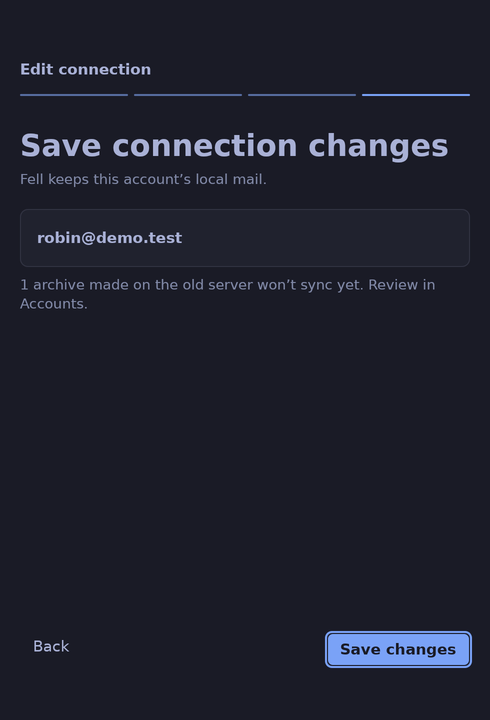 Edit connection
Save connection changes
Fell keeps this account’s local mail.
robin@demo.test
1 archive made on the old server won’t sync yet. Review in
Accounts.
Back
Save changes